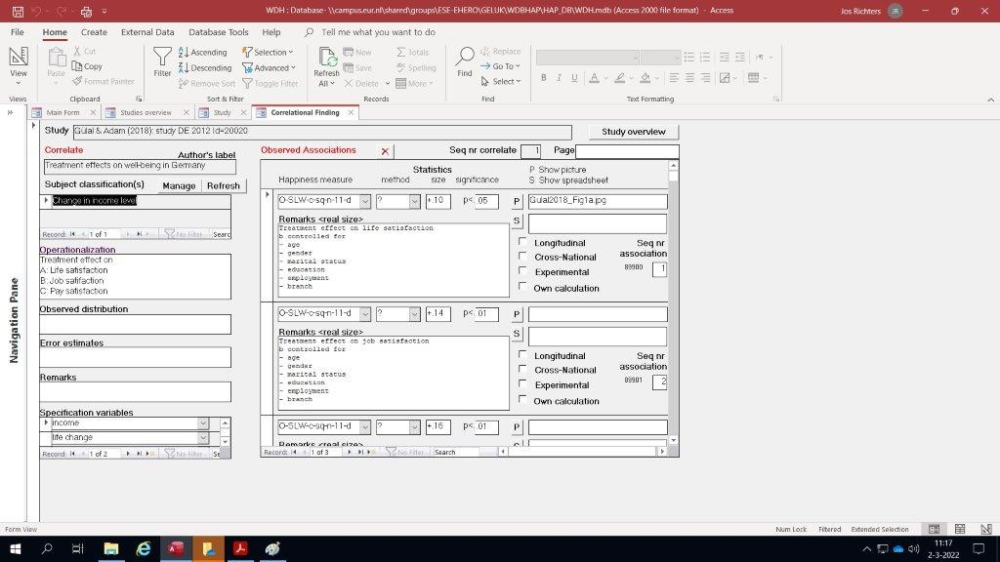 WDH : Database- \\campus.eur.nl\shared\groups\ESE-EHERO\GELUK\WDBHAP\HAP_DB\WDH.mdb (Access 2000 file format) - Access
Jos Richters JR
File Home Create External Data Database Tools Help Tell me what you want to do
View Paste Cut Copy Format Painter
Filter Ascending Descending Remove Sort Selection Advanced Toggle Filter
Refresh All New Save Delete Totals Spelling More
Find Replace Go To Select
B I U A
Views Clipboard Sort & Filter Records Find Text Formatting
Main Form Studies overview Study Correlational Finding
Navigation Pane
Study Gülal & Adam (2018): study DE 2012 Id=20020 Study overview
Correlate Author's label
Treatment effects on well-being in Germany
Subject classification(s) Manage Refresh
Change in income level
Record: 1 of 1 No Filter Searc
Operationalization
Treatment effect on
A: Life satisfaction
B: Job satifaction
C: Pay satisfaction
Observed distribution
Error estimates
Remarks
Specification variables
income
life change
Record: 1 of 2 No Filter Se
Observed Associations X Seq nr correlate 1 Page
Statistics
Happiness measure method size significance
P Show picture
S Show spreadsheet
O-SLW-c-sq-n-11-d ? +.10 p< .05 P Gulal2018_Fig1a.jpg
Remarks <real size> S
Treatment effect on life satisfaction
b controlled for
- age
- gender
- marital status
- education
- employment
- branch
Longitudinal
Cross-National
Experimental
Own calculation
Seq nr
association
89900 1
O-SLW-c-sq-n-11-d ? +.14 p< .01 P
Remarks <real size> S
Treatment effect on job satisfaction
b controlled for
- age
- gender
- marital status
- education
- employment
- branch
Longitudinal
Cross-National
Experimental
Own calculation
Seq nr
association
89901 2
O-SLW-c-sq-n-11-d ? +.16 p< .01 P
Remarks <real size>
Record: 1 of 3 No Filter Search
Form View Num Lock Filtered Extended Selection
11:17
2-3-2022